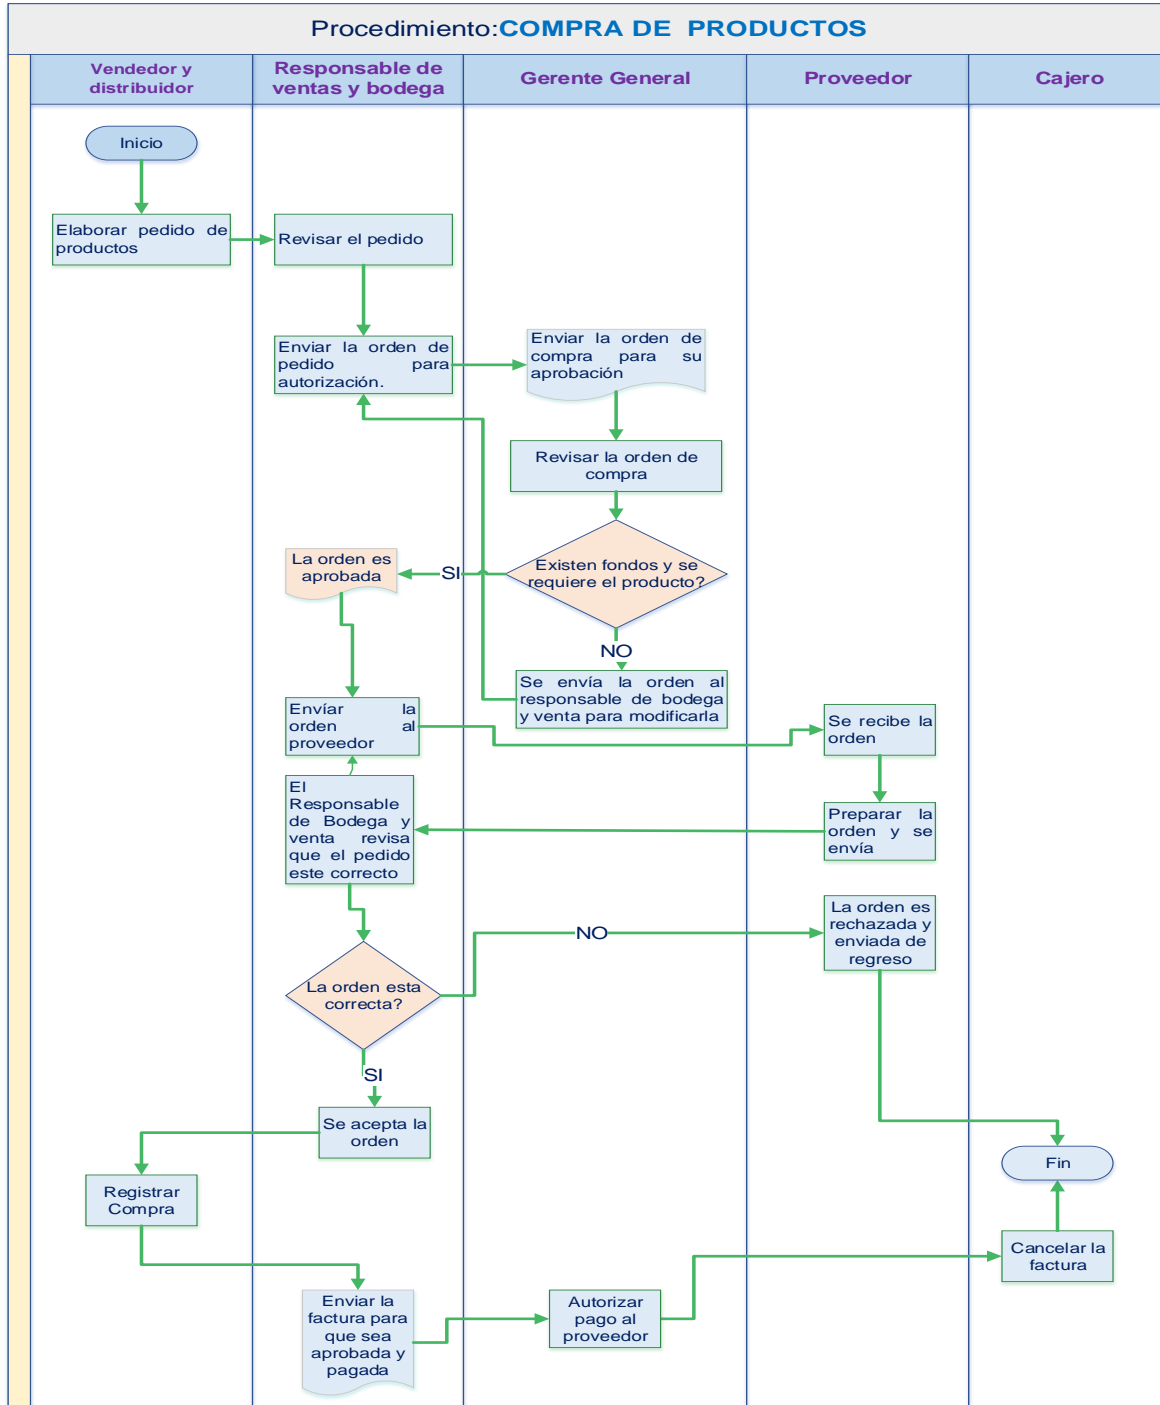 Procedimiento:COMPRA DE PRODUCTOS
Vendedor y
distribuidor
Responsable de
ventas y bodega
Gerente General
Proveedor
Cajero
Inicio
Elaborar pedido de
productos
Revisar el pedido
Enviar la orden de
pedido para
autorización.
Enviar la orden de
compra para su
aprobación
Revisar la orden de
compra
Existen fondos y se
requiere el producto?
SI
La orden es
aprobada
NO
Se envía la orden al
responsable de bodega
y venta para modificarla
Envíar la
orden al
proveedor
Se recibe la
orden
Preparar la
orden y se
envía
El
Responsable
de Bodega y
venta revisa
que el pedido
este correcto
La orden es
rechazada y
enviada de
regreso
NO
La orden esta
correcta?
SI
Se acepta la
orden
Registrar
Compra
Fin
Cancelar la
factura
Enviar la
factura para
que sea
aprobada y
pagada
Autorizar
pago al
proveedor